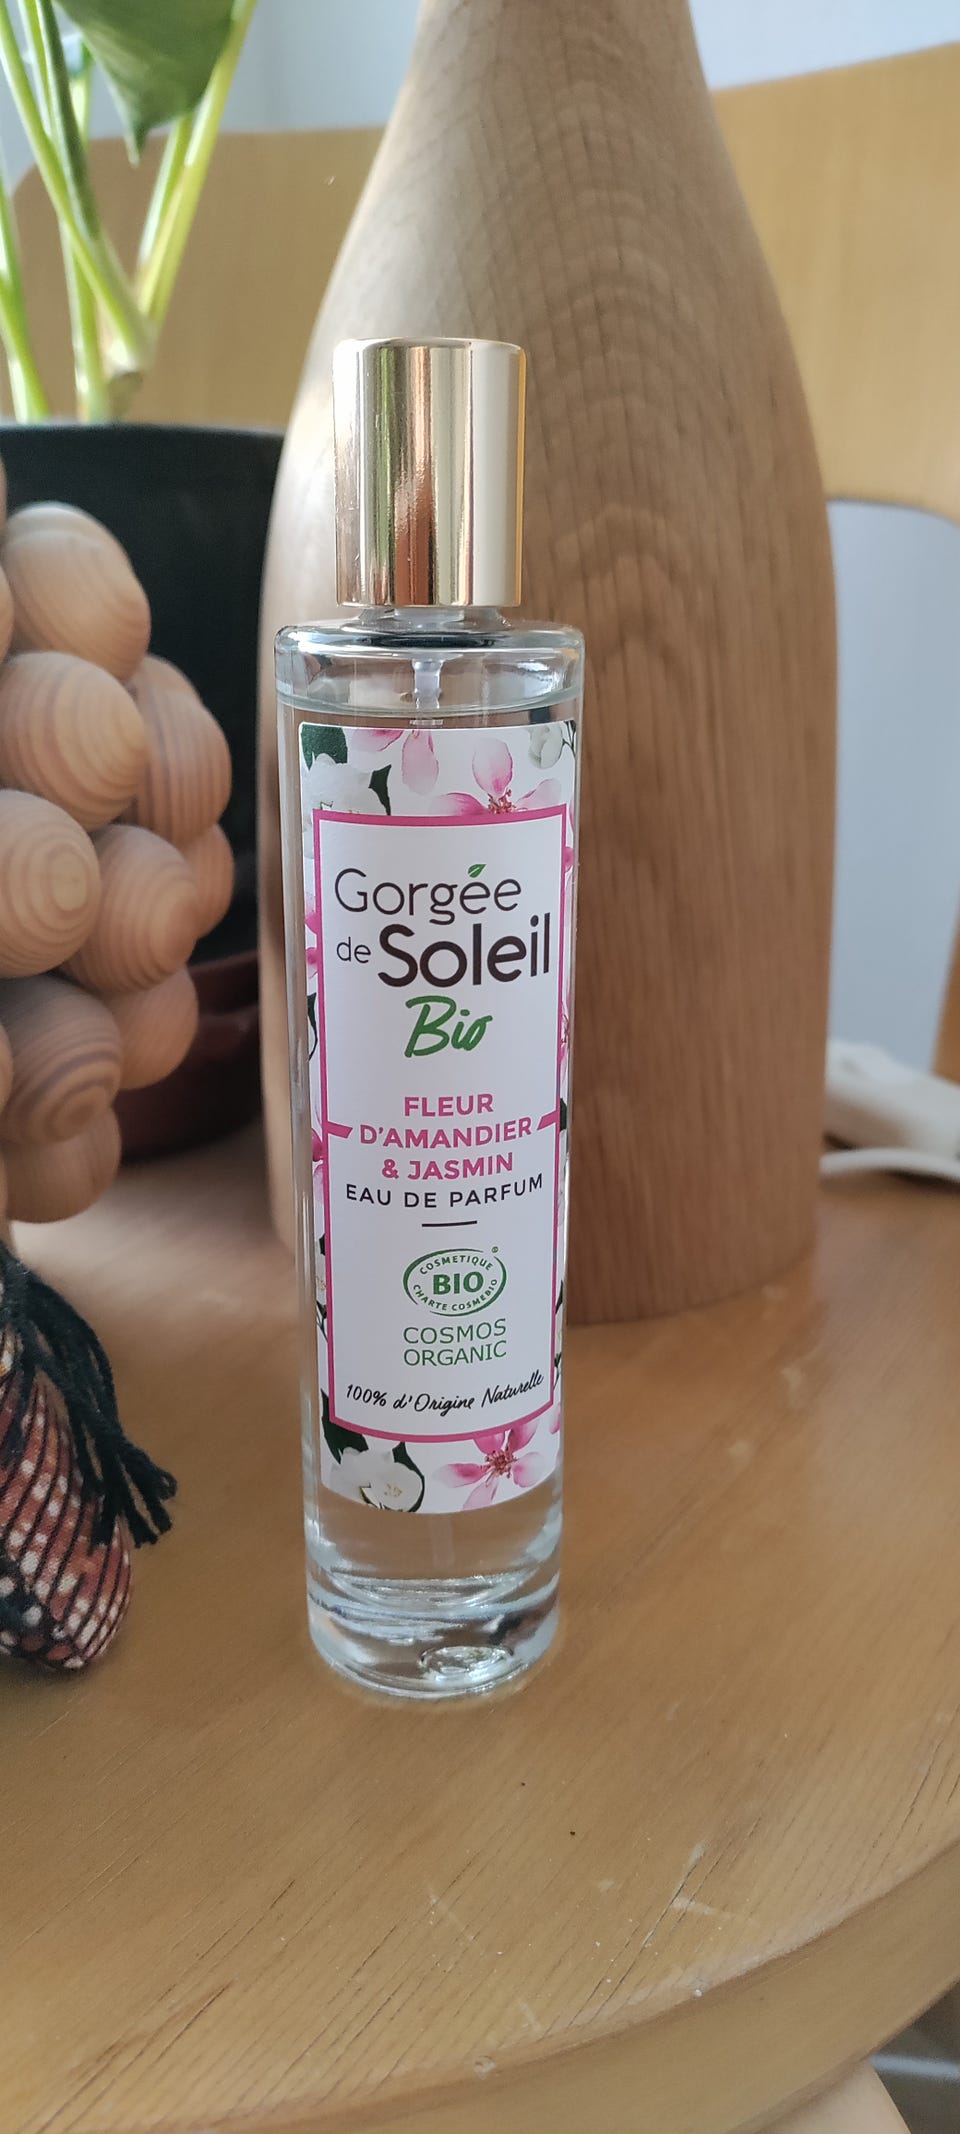 Gorgée
de Soleil
Bio
FLEUR
D'AMANDIER
& JASMIN
EAU DE PARFUM
COSMETIQUE
®
BIO
CHARTE COSMEBIO
COSMOS
ORGANIC
100% d'Origine Naturelle